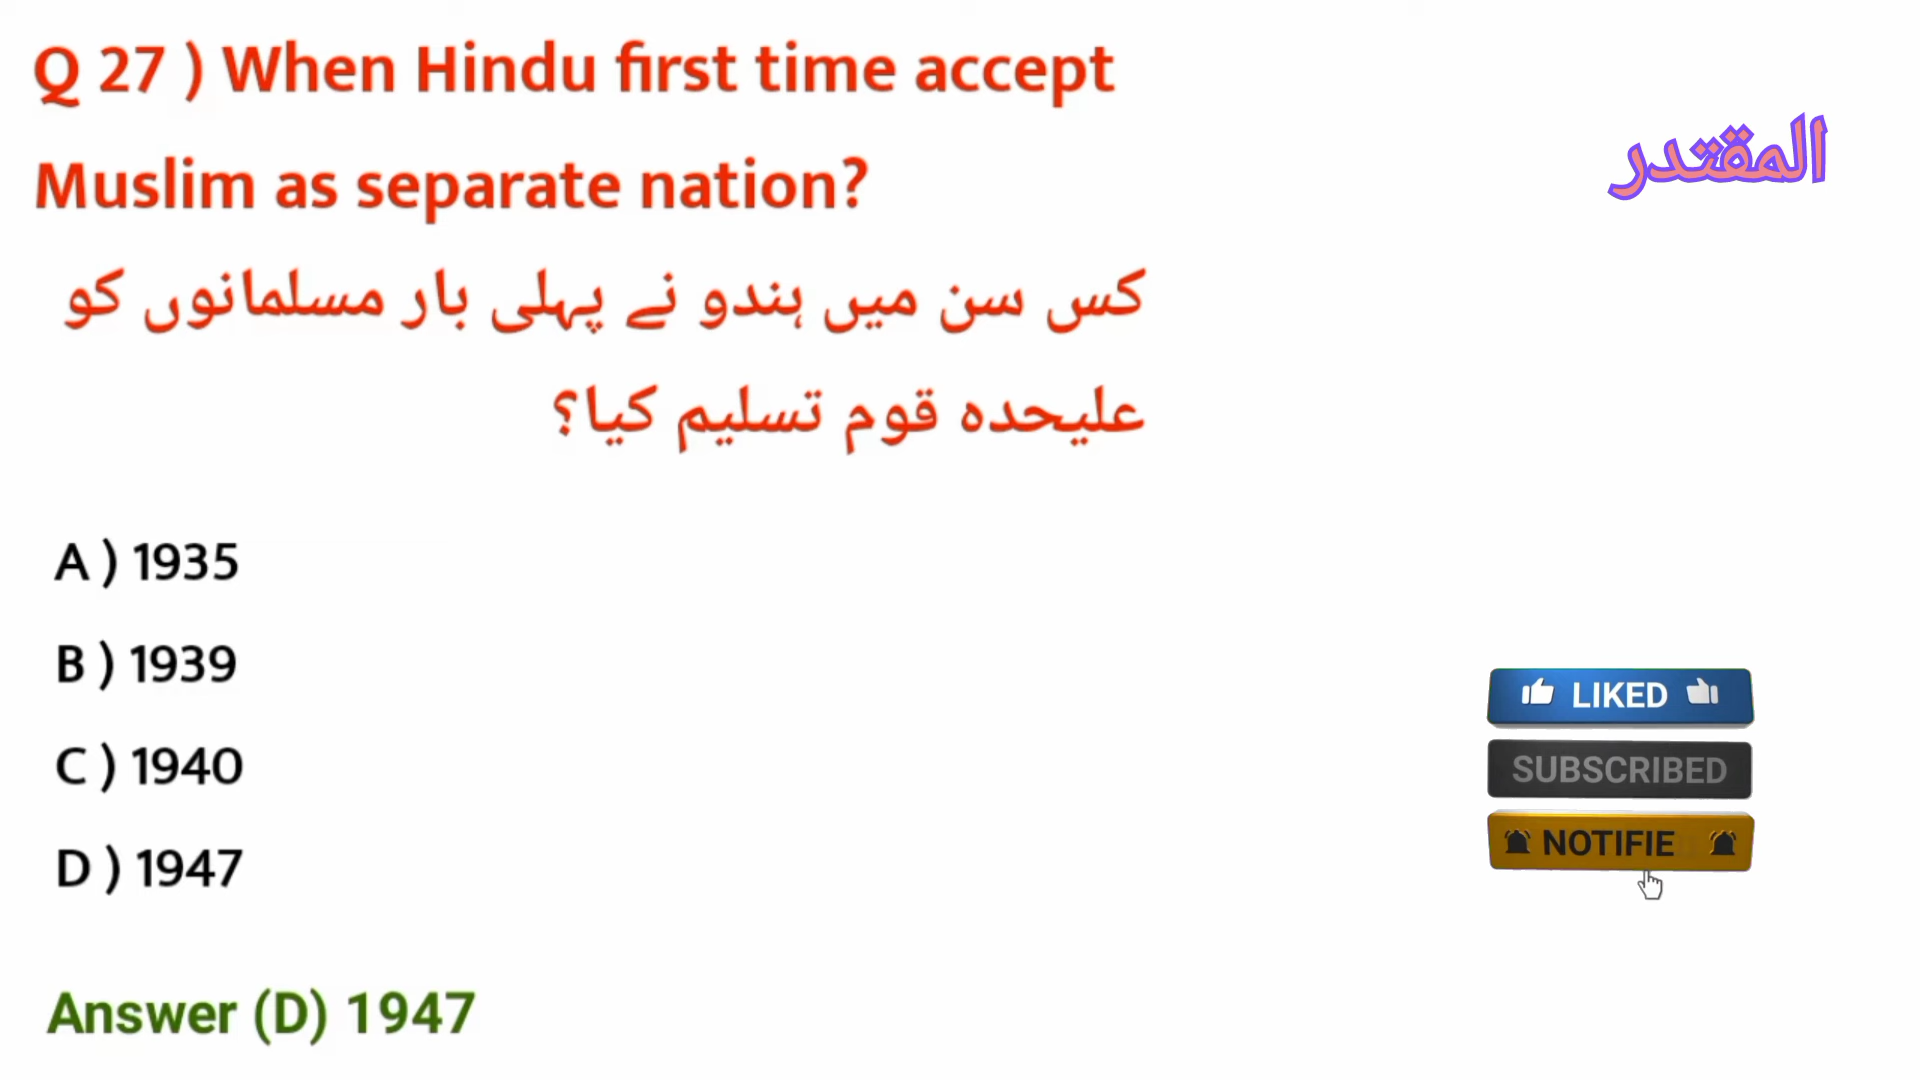 Q 27 ) When Hindu first time accept
Muslim as separate nation?
المقتدر
کس سن میں ہندو نے پہلی بار مسلمانوں کو
علیحدہ قوم تسلیم کیا؟
A ) 1935
B ) 1939
C ) 1940
D ) 1947
LIKED
SUBSCRIBED
NOTIFIE
Answer (D) 1947